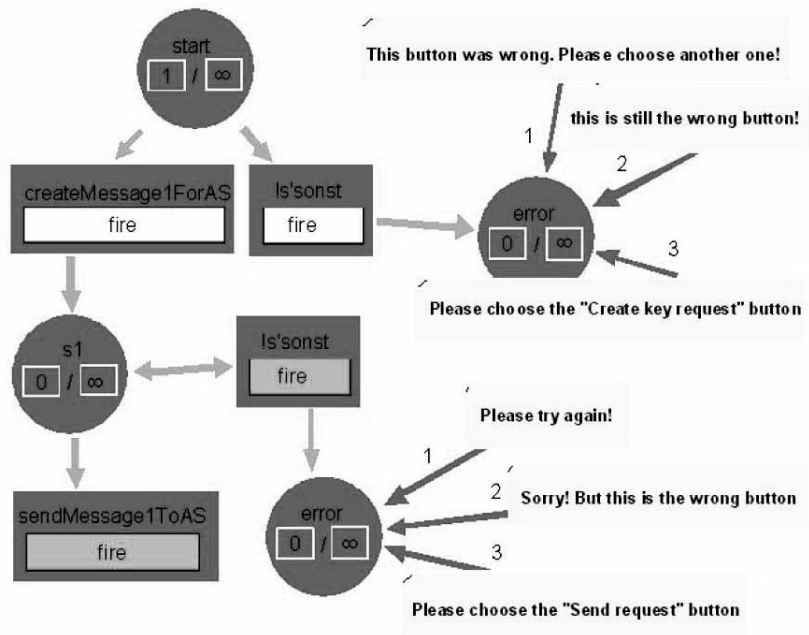 start
1 / ∞
This button was wrong. Please choose another one!
this is still the wrong button!
1
2
createMessage1ForAS
fire
!s'sonst
fire
error
0 / ∞
3
Please choose the "Create key request" button
s1
0 / ∞
!s'sonst
fire
Please try again!
1
sendMessage1ToAS
fire
error
0 / ∞
2
Sorry! But this is the wrong button
3
Please choose the "Send request" button